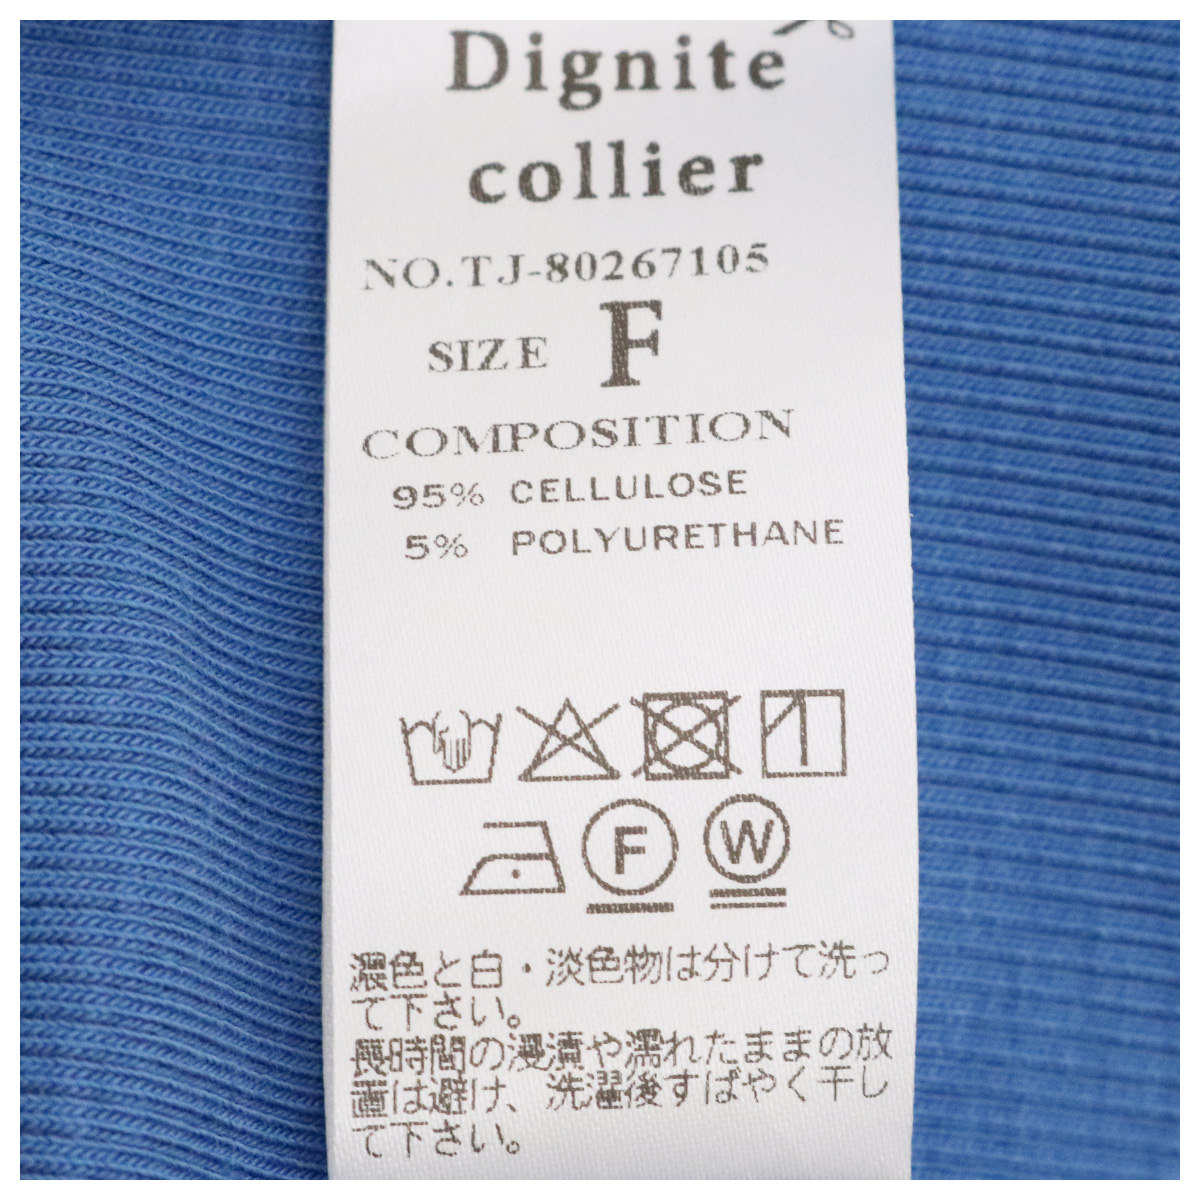 Dignite
collier
NO.TJ-80267105
SIZE F
COMPOSITION
95% CELLULOSE
5% POLYURETHANE
F W
濃色と白・淡色物は分けて洗っ
て下さい。
長時間の浸漬や濡れたままの放
置は避け、洗濯後すばやく干し
て下さい。